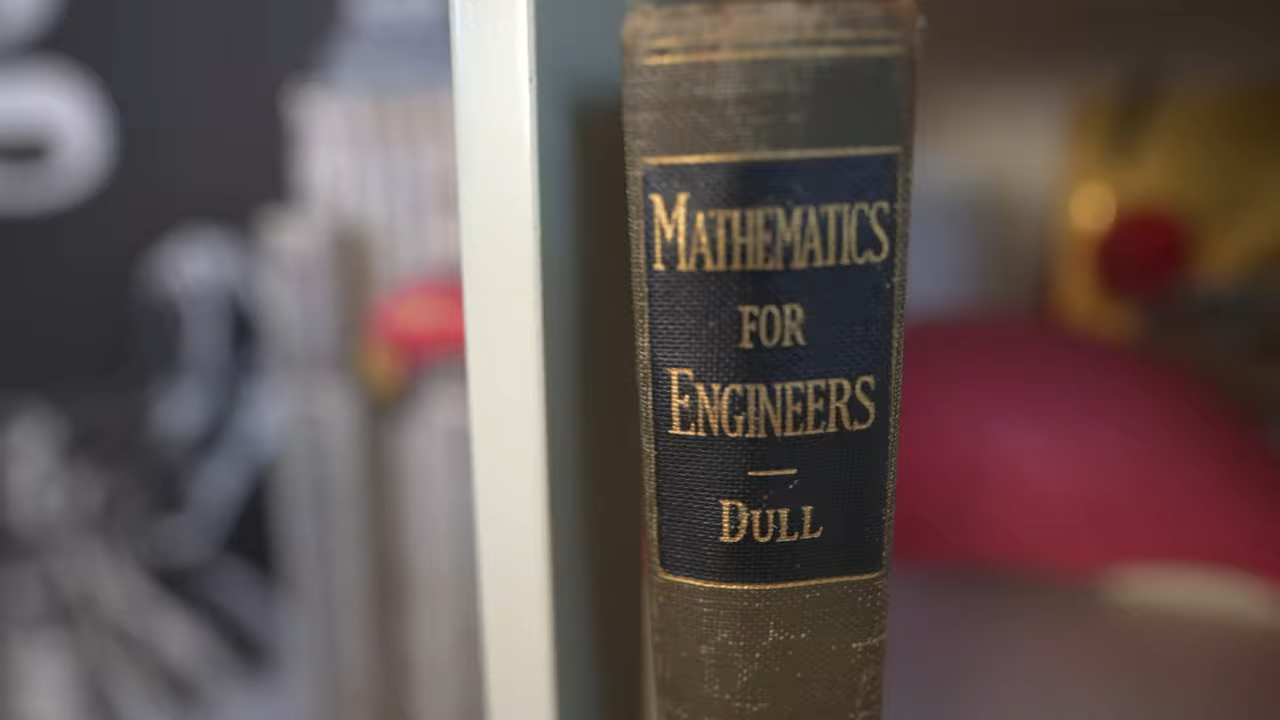 MATHEMATICS
FOR
ENGINEERS
—
DULL